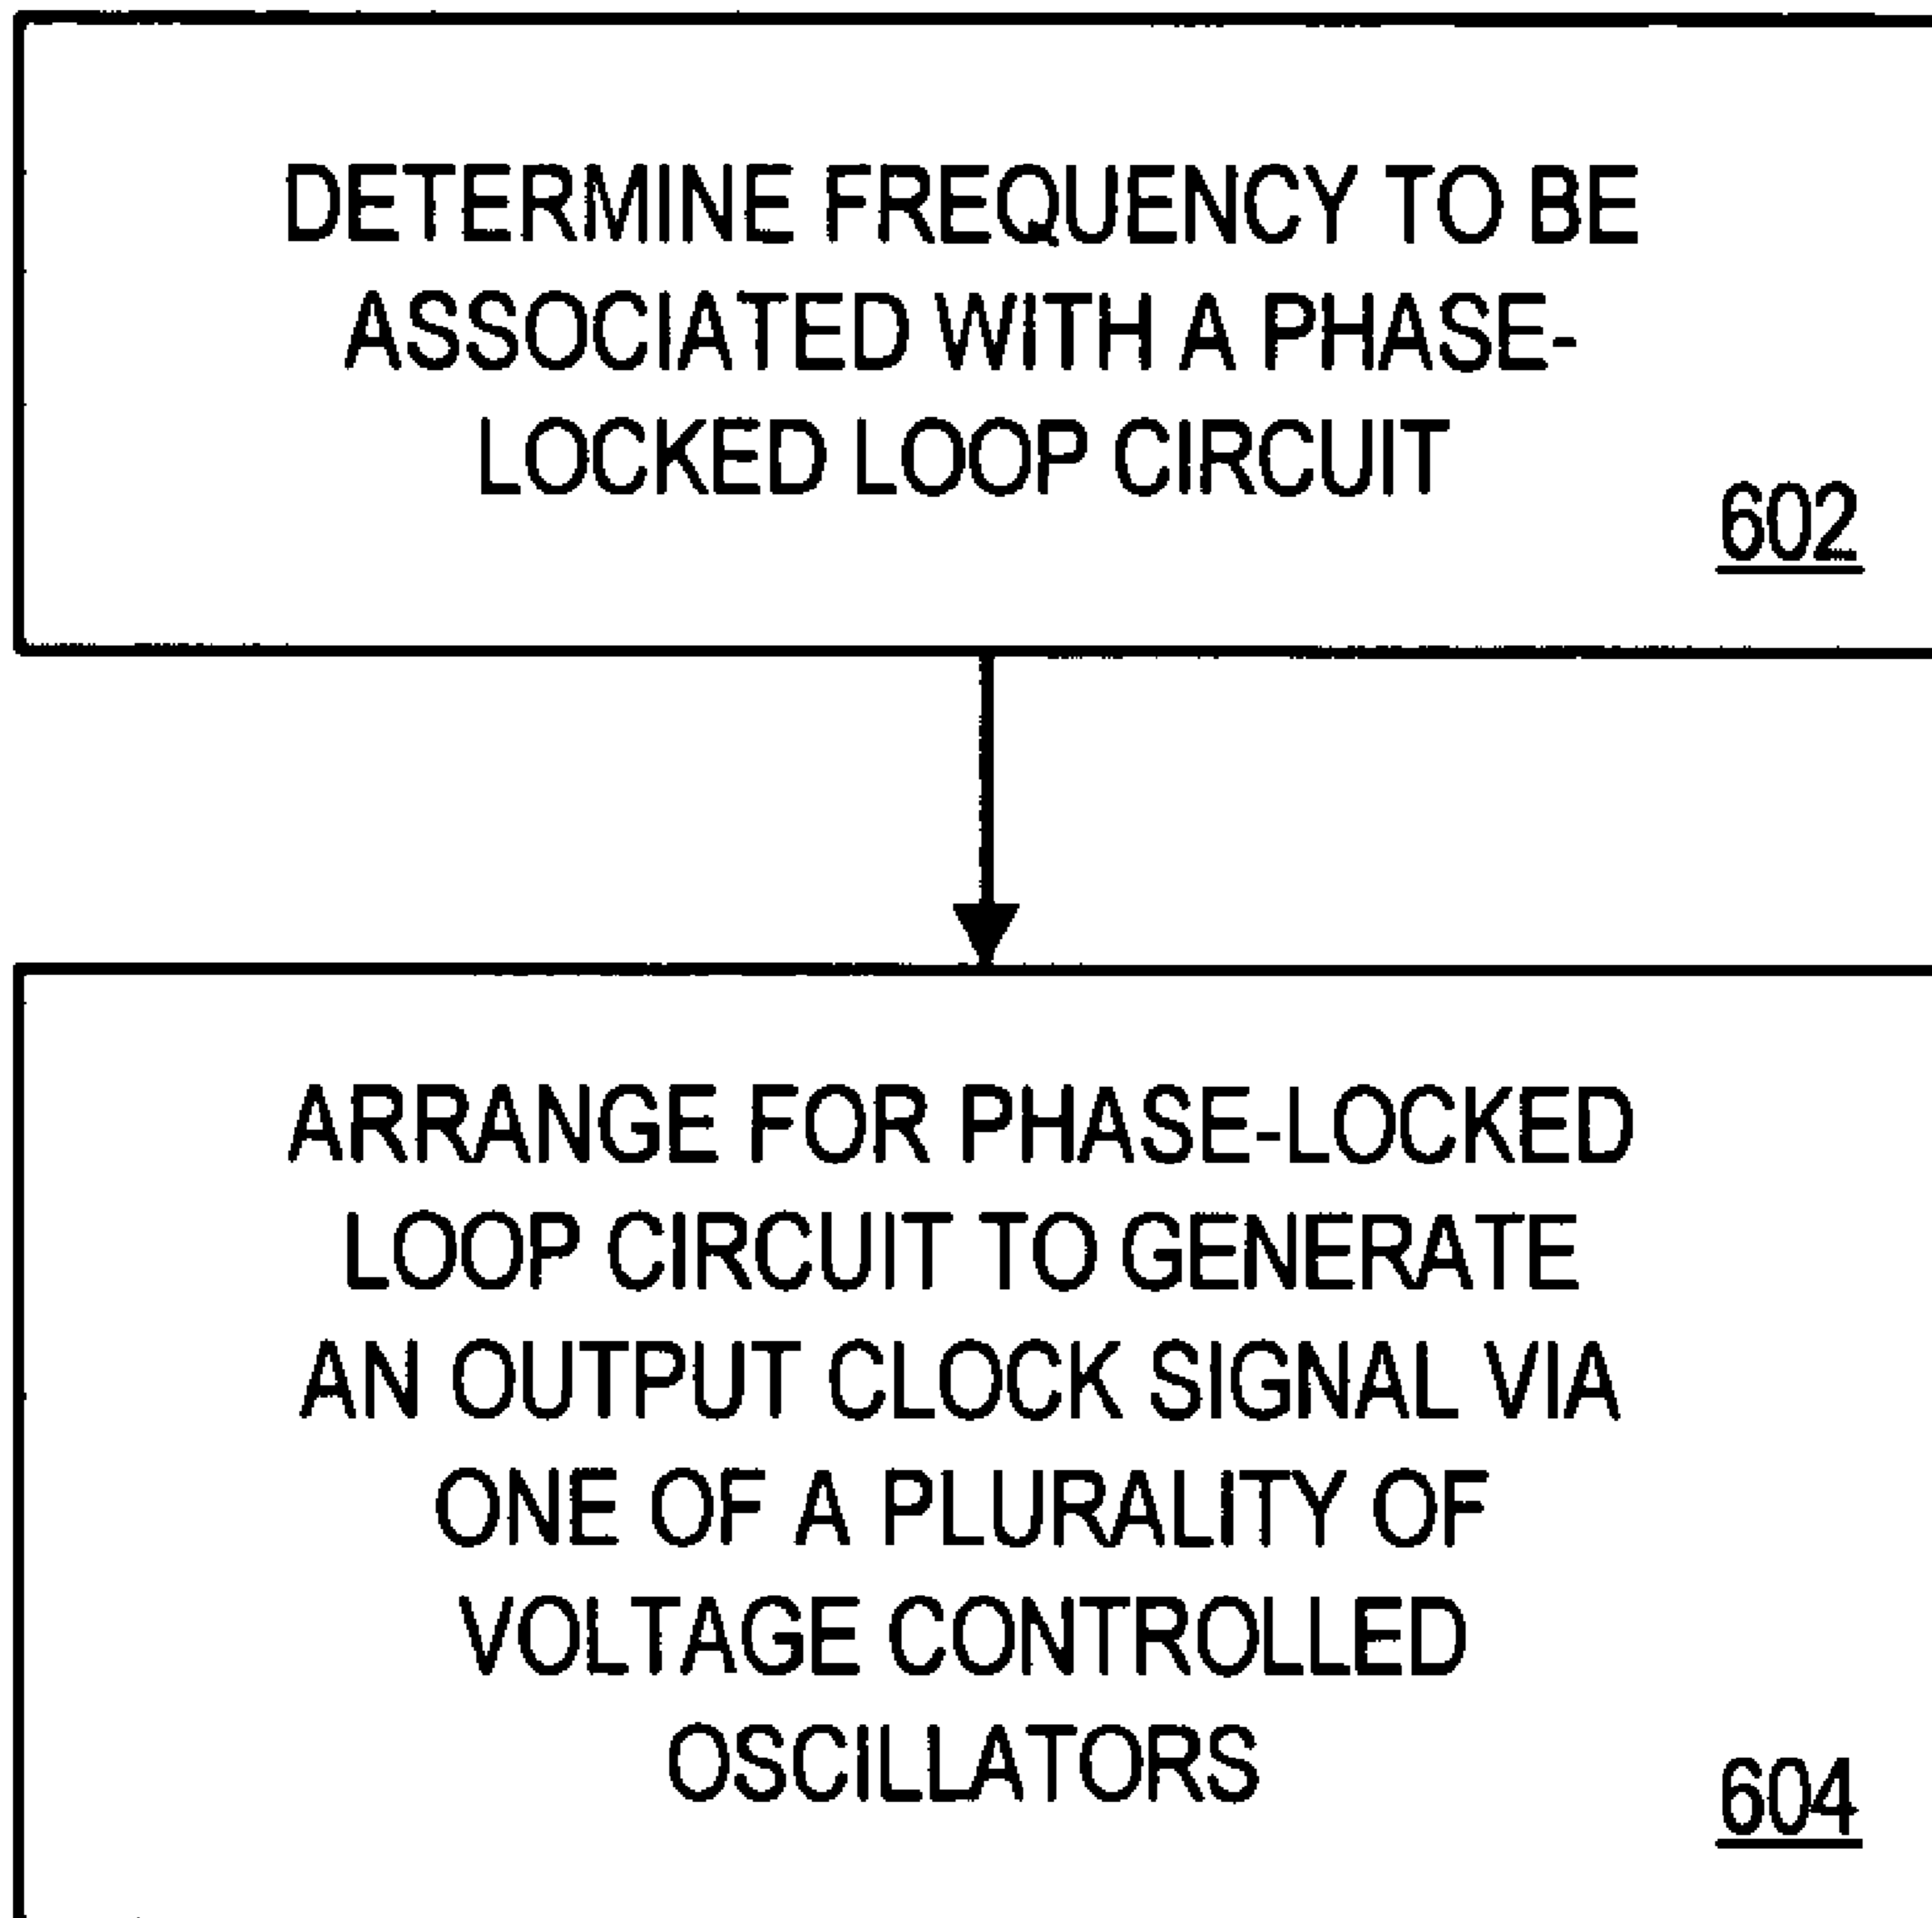 DETERMINE FREQUENCY TO BE
ASSOCIATED WITH A PHASE-
LOCKED LOOP CIRCUIT
602
ARRANGE FOR PHASE-LOCKED
LOOP CIRCUIT TO GENERATE
AN OUTPUT CLOCK SIGNAL VIA
ONE OF A PLURALITY OF
VOLTAGE CONTROLLED
OSCILLATORS
604